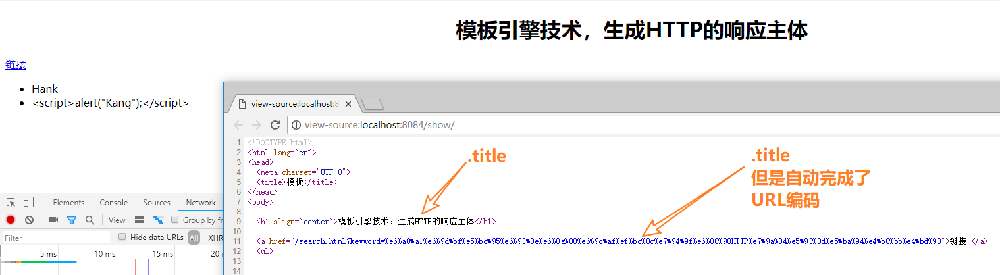 模板引擎技术，生成HTTP的响应主体
链接
Hank
<script>alert("Kang");</script>
view-source:localhost:8
view-source:localhost:8084/show/
1 <!DOCTYPE html>
2 <html lang="en">
3 <head>
4 <meta charset="UTF-8">
5 <title>模板</title>
6 </head>
7 <body>
8
9 <h1 align="center">模板引擎技术，生成HTTP的响应主体</h1>
10
11 <a href="/search.html?keyword=%e6%a8%a1%e6%9d%bf%e5%bc%95%e6%93%8e%e6%8a%80%e6%9c%af%ef%bc%8c%e7%94%9f%e6%88%90HTTP%e7%9a%84%e5%93%8d%e5%ba%94%e4%b8%bb%e4%bd%93">链接 </a>
12 <ul>
13
14
.title
.title
但是自动完成了
URL编码
Elements Console Sources Network
View: Group by fr
Filter Hide data URLs All XHR
5 ms 10 ms 15 ms 20 m